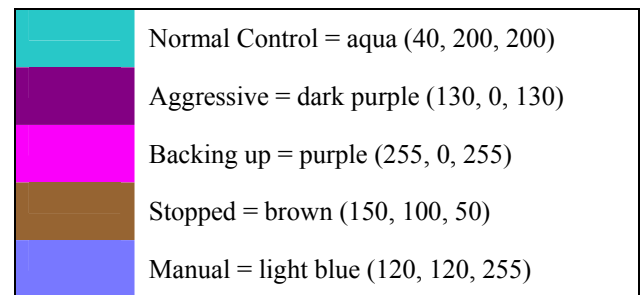 Normal Control = aqua (40, 200, 200)
Aggressive = dark purple (130, 0, 130)
Backing up = purple (255, 0, 255)
Stopped = brown (150, 100, 50)
Manual = light blue (120, 120, 255)